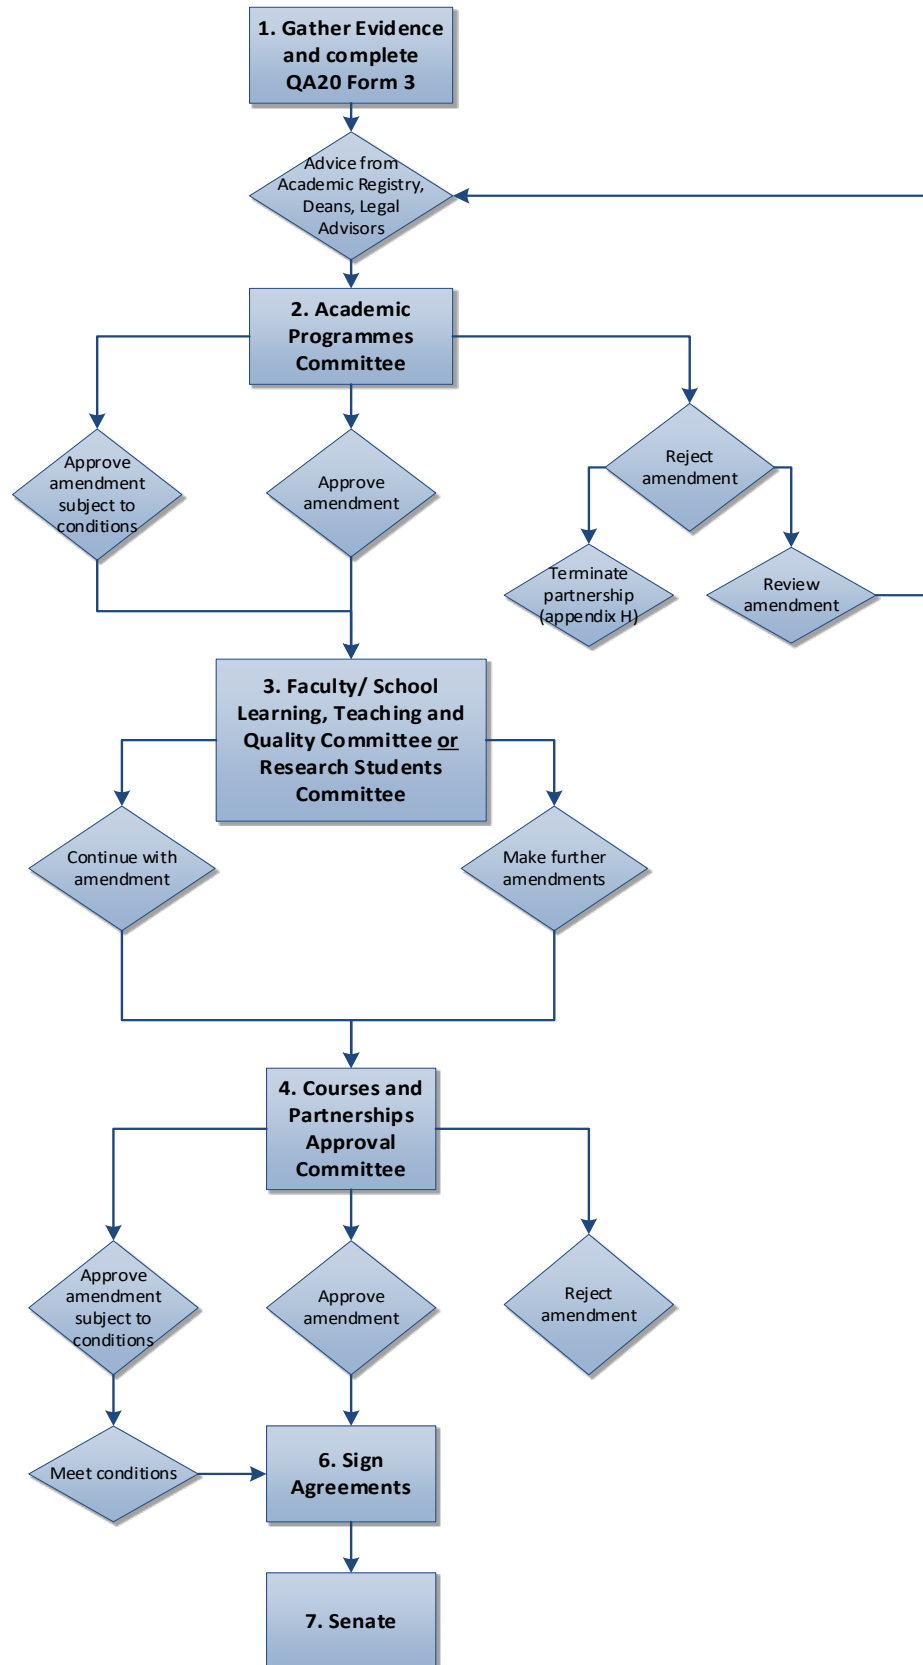 1. Gather Evidence
and complete
QA20 Form 3
Advice from
Academic Registry,
Deans, Legal
Advisors
2. Academic
Programmes
Committee
Approve
amendment
subject to
conditions
Approve
amendment
Reject
amendment
Terminate
partnership
(appendix H)
Review
amendment
3. Faculty/ School
Learning, Teaching and
Quality Committee or
Research Students
Committee
Continue with
amendment
Make further
amendments
4. Courses and
Partnerships
Approval
Committee
Approve
amendment
subject to
conditions
Approve
amendment
Reject
amendment
Meet conditions
6. Sign
Agreements
7. Senate